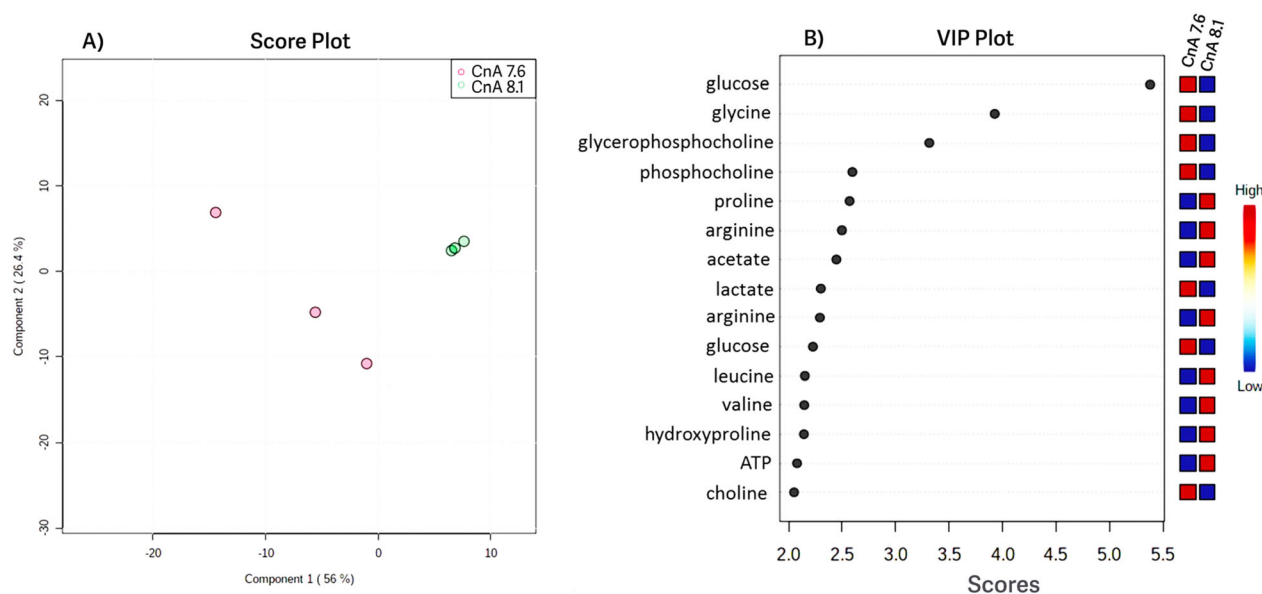 A)
Score Plot
CnA 7.6
CnA 8.1
20
10
0
10
-20
-30
Component 2 ( 26.4 %)
-20
-10
0
10
Component 1 ( 56 %)
B)
VIP Plot
CnA 7.6
CnA 8.1
glucose
glycine
glycerophosphocholine
phosphocholine
proline
arginine
acetate
lactate
arginine
glucose
leucine
valine
hydroxyproline
ATP
choline
2.0
2.5
3.0
3.5
4.0
4.5
5.0
5.5
Scores
High
Low